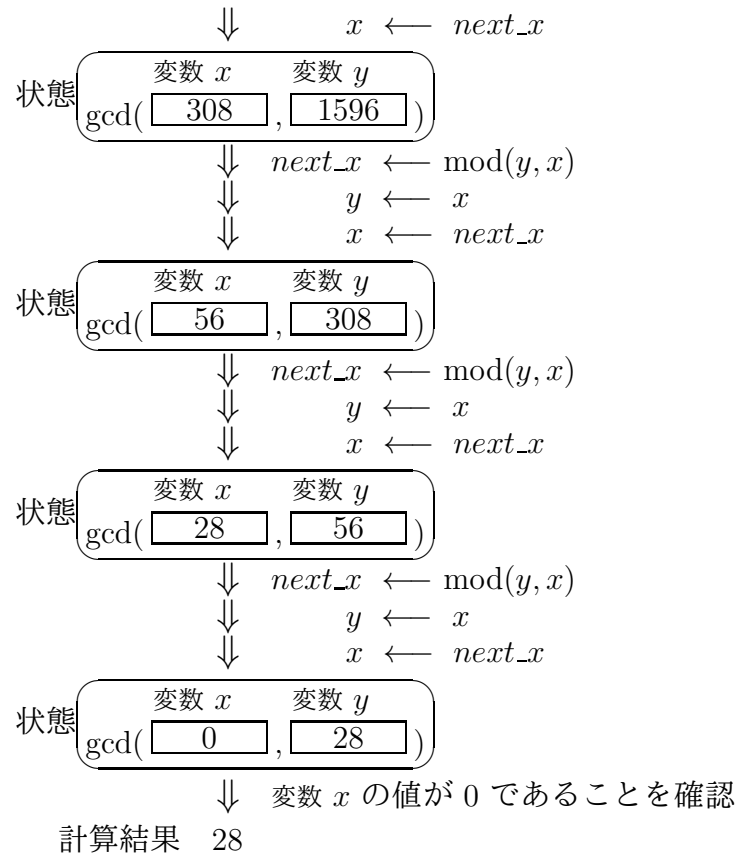 ⇓ x ⟵ next_x
変数 x 変数 y
状態 gcd( 308 , 1596 )
⇓ next_x ⟵ mod(y, x)
⇓ y ⟵ x
⇓ x ⟵ next_x
変数 x 変数 y
状態 gcd( 56 , 308 )
⇓ next_x ⟵ mod(y, x)
⇓ y ⟵ x
⇓ x ⟵ next_x
変数 x 変数 y
状態 gcd( 28 , 56 )
⇓ next_x ⟵ mod(y, x)
⇓ y ⟵ x
⇓ x ⟵ next_x
変数 x 変数 y
状態 gcd( 0 , 28 )
⇓ 変数 x の値が 0 であることを確認
計算結果 28